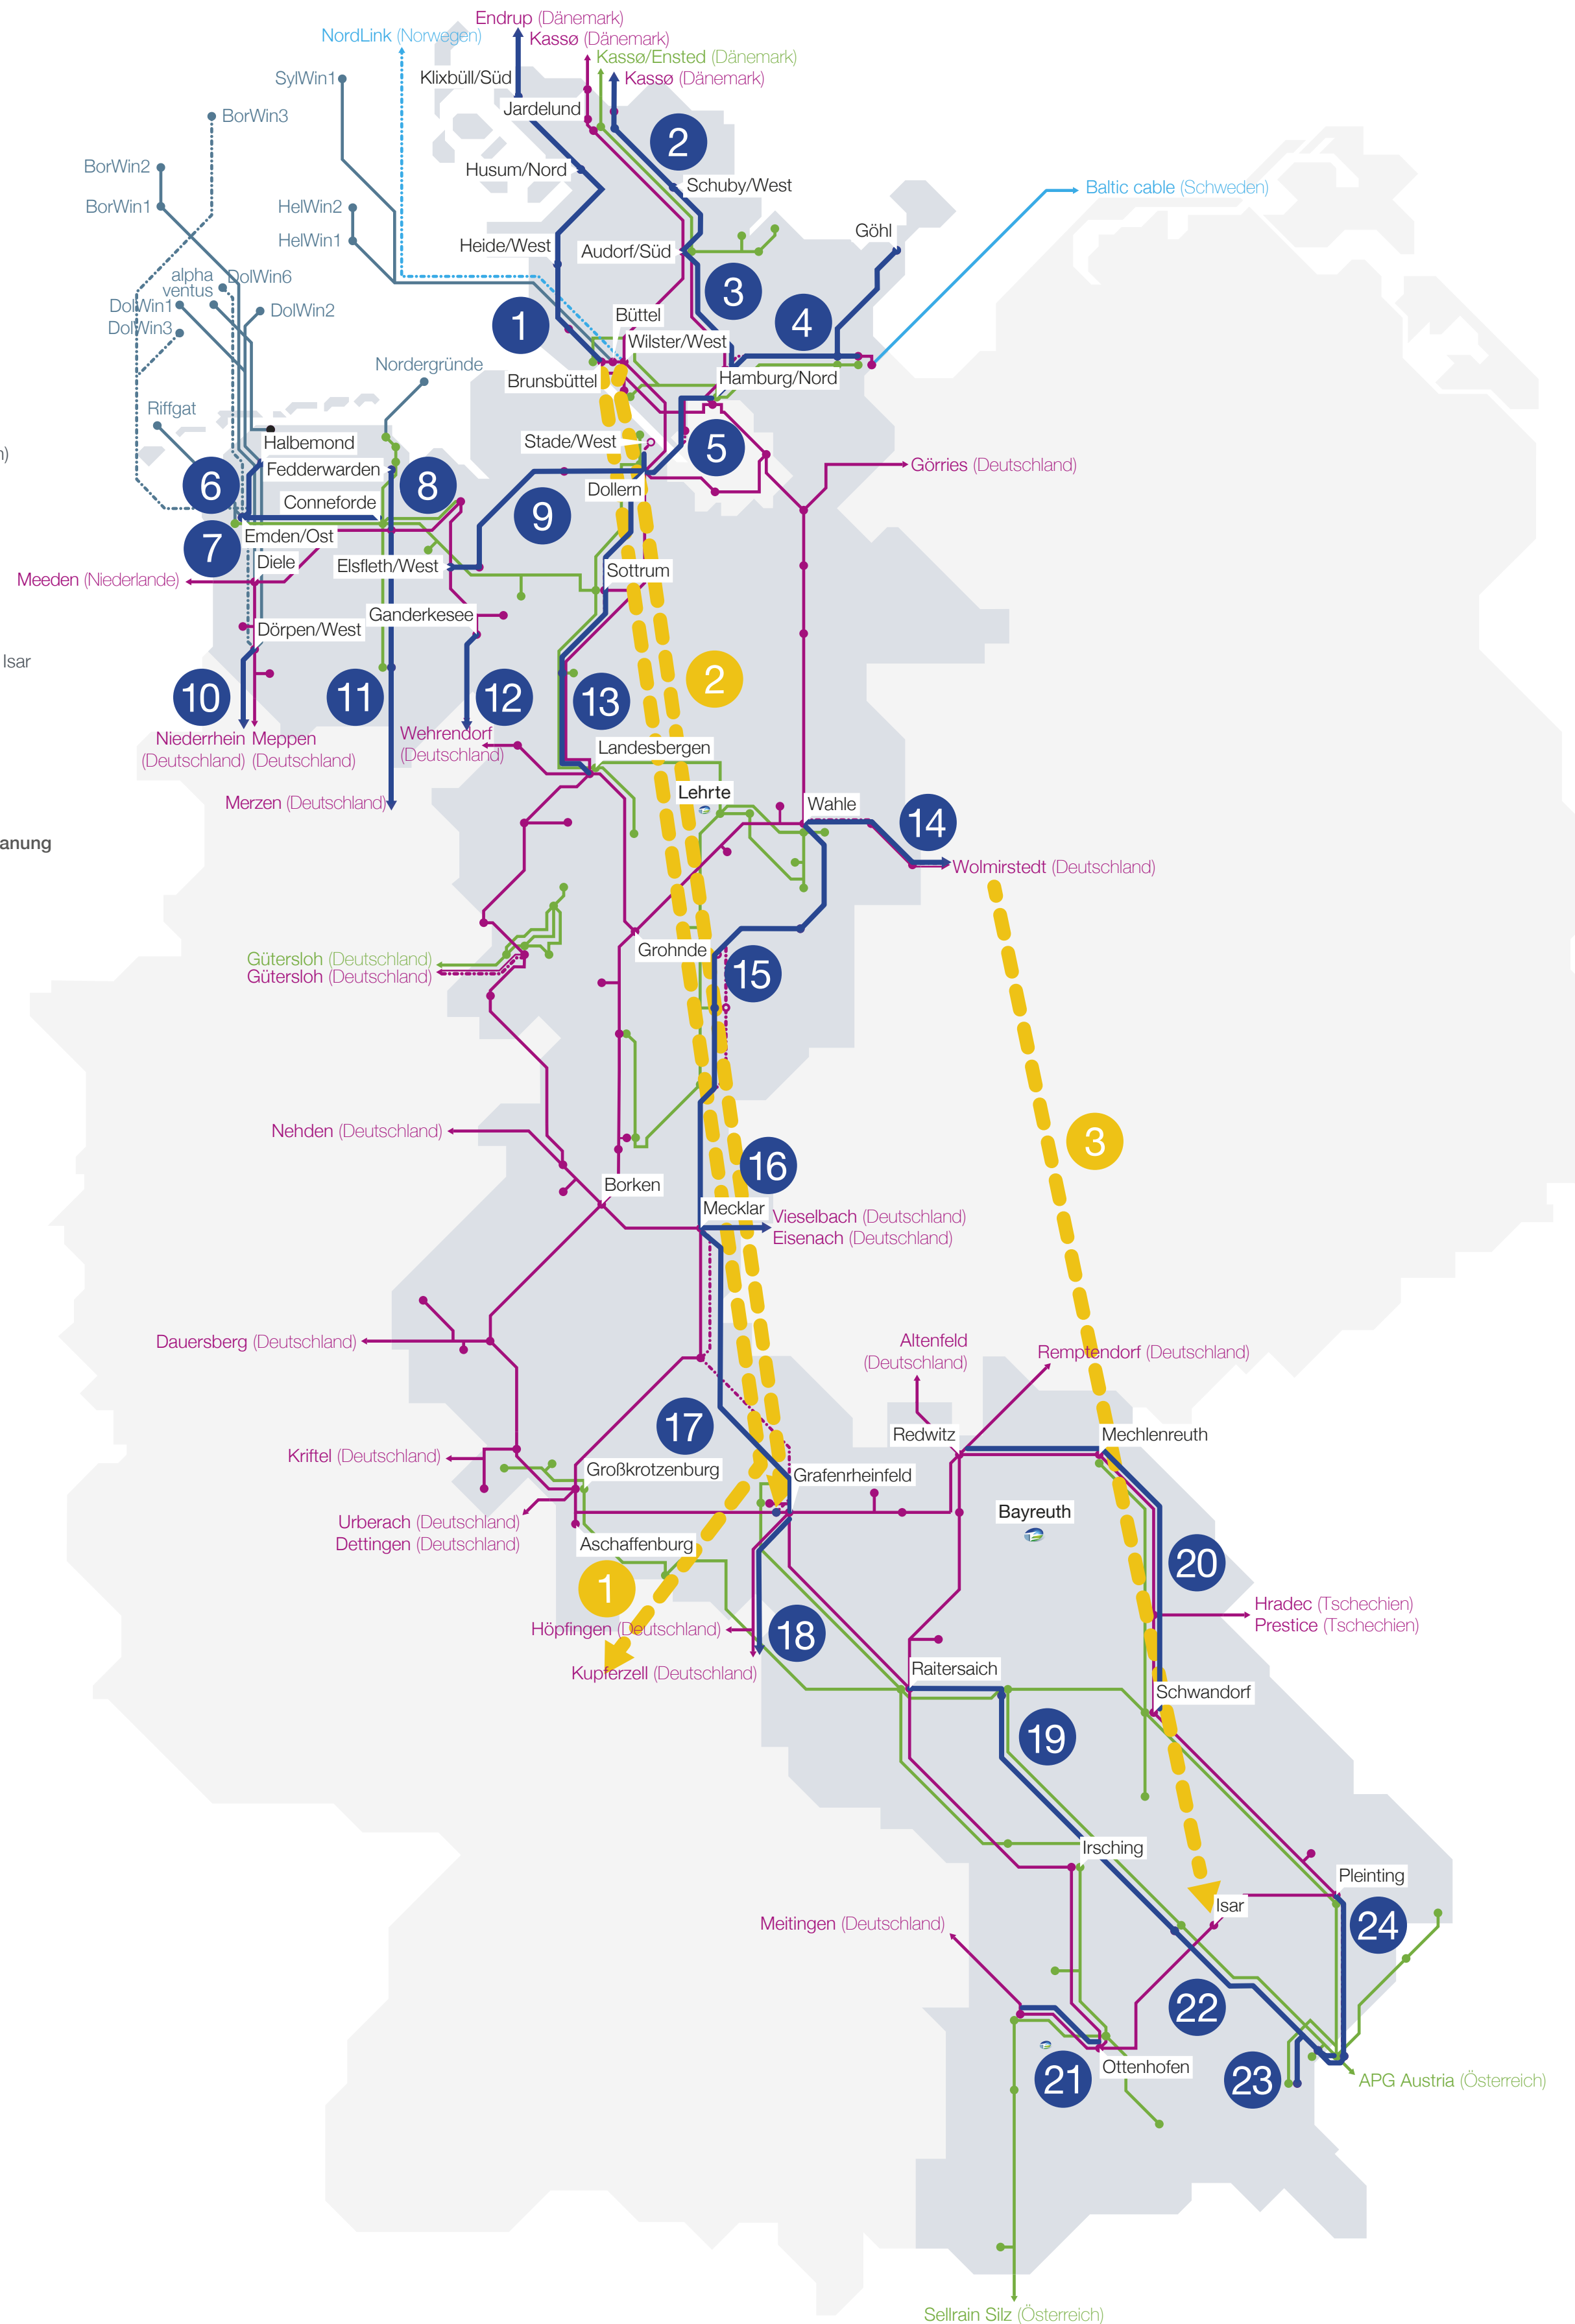 Endrup (Dänemark)
NordLink (Norwegen)
Kassø (Dänemark)
Kassø/Ensted (Dänemark)
SylWin1
Klixbüll/Süd
Kassø (Dänemark)
Jardelund
BorWin3
2
BorWin2
Husum/Nord
Schuby/West
Baltic cable (Schweden)
BorWin1
HelWin2
HelWin1
Heide/West
Audorf/Süd
Göhl
alpha
ventus
DolWin6
DolWin1
DolWin2
DolWin3
3
1
Büttel
4
Wilster/West
Nordergründe
Brunsbüttel
Hamburg/Nord
Riffgat
Halbemond
Stade/West
5
n)
Fedderwarden
Görries (Deutschland)
6
8
Conneforde
Dollern
9
Emden/Ost
7
Diele
Elsfleth/West
Sottrum
Meeden (Niederlande)
Ganderkesee
Dörpen/West
Isar
2
10
11
12
13
Niederrhein
(Deutschland)
Meppen
(Deutschland)
Wehrendorf
(Deutschland)
Landesbergen
Merzen (Deutschland)
Lehrte
Wahle
14
anung
Wolmirstedt (Deutschland)
Grohnde
Gütersloh (Deutschland)
Gütersloh (Deutschland)
15
Nehden (Deutschland)
3
16
Borken
Mecklar
Vieselbach (Deutschland)
Eisenach (Deutschland)
Dauersberg (Deutschland)
Altenfeld
(Deutschland)
Remptendorf (Deutschland)
17
Redwitz
Mechlenreuth
Kriftel (Deutschland)
Großkrotzenburg
Grafenrheinfeld
Urberach (Deutschland)
Dettingen (Deutschland)
Bayreuth
Aschaffenburg
20
1
Hradec (Tschechien)
Prestice (Tschechien)
Höpfingen (Deutschland)
18
Kupferzell (Deutschland)
Raitersaich
Schwandorf
19
Irsching
Pleinting
Isar
Meitingen (Deutschland)
24
22
Ottenhofen
21
23
APG Austria (Österreich)
Sellrain Silz (Österreich)